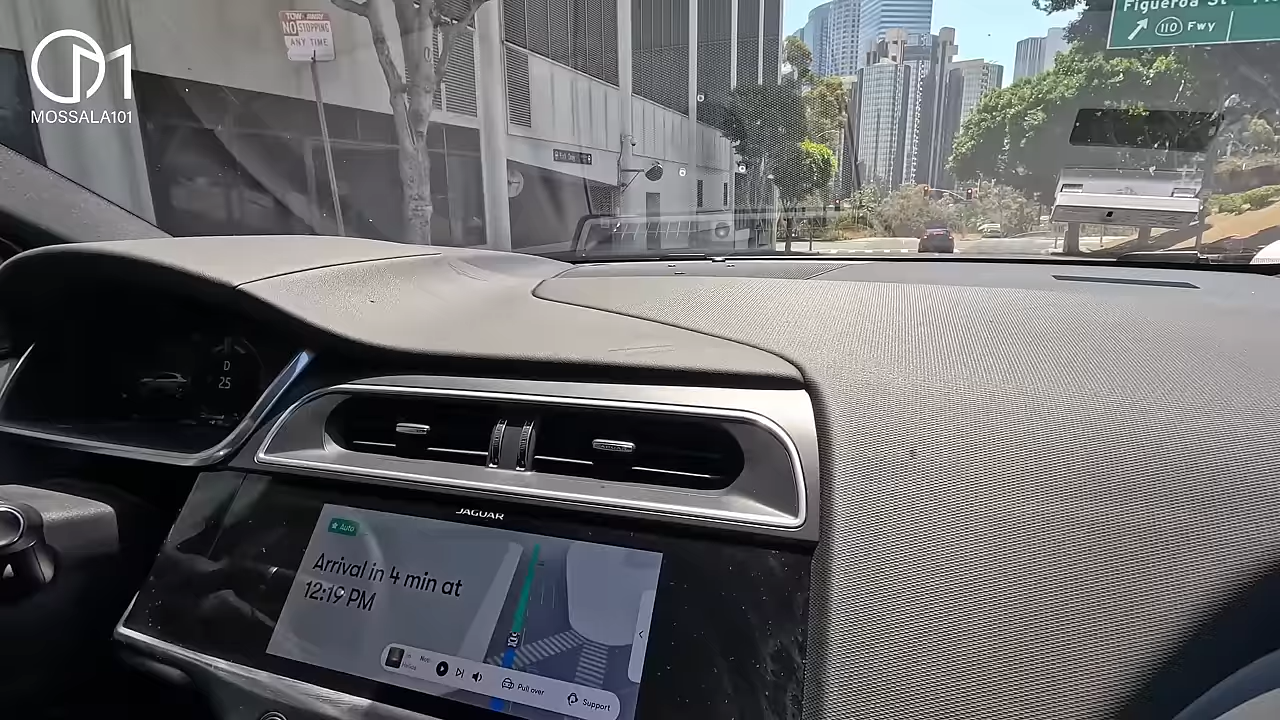 MOSSALA101
TOW-AWAY
NO STOPPING
ANY TIME
Figueroa St
110 Fwy
D
25
JAGUAR
Auto
Arrival in 4 min at
12:19 PM
Pull over
Support